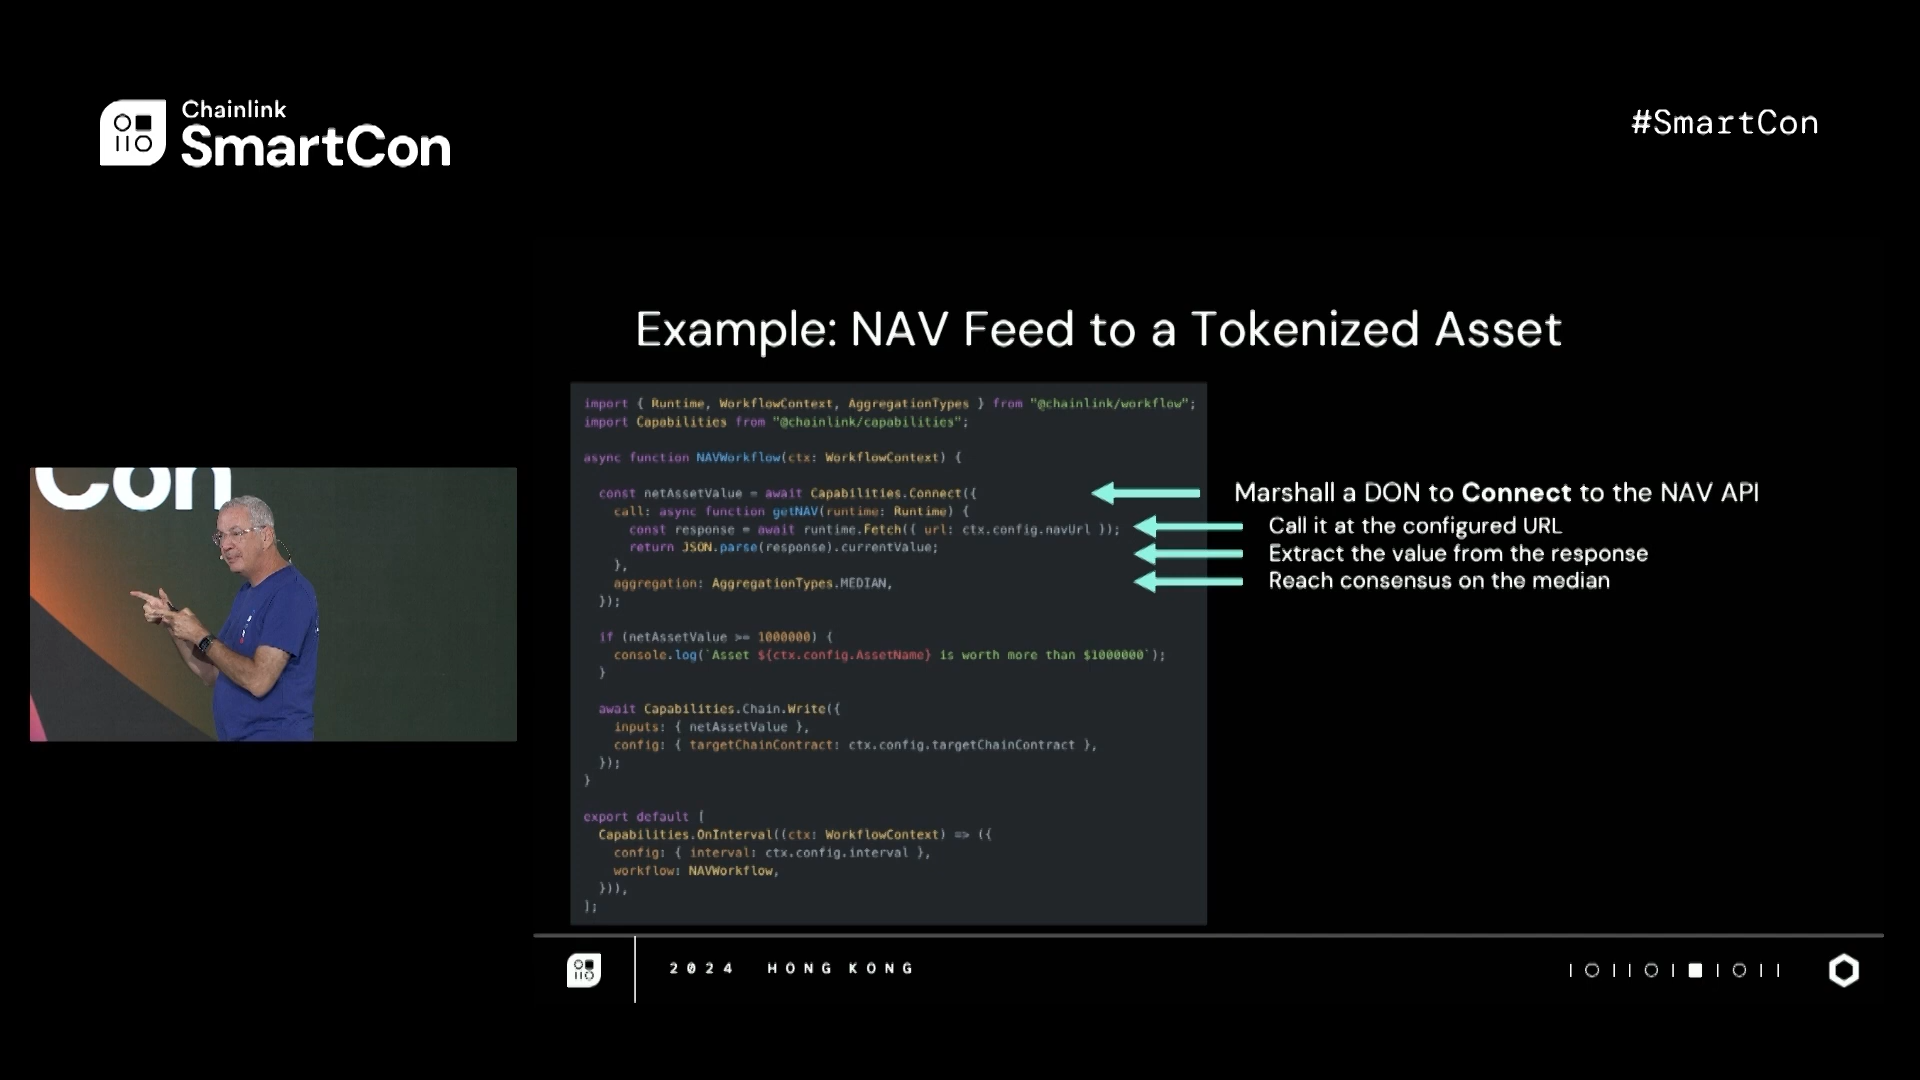 Chainlink
SmartCon
#SmartCon
Con
Example: NAV Feed to a Tokenized Asset
import { Runtime, WorkflowContext, AggregationTypes } from "@chainlink/workflow";
import Capabilities from "@chainlink/capabilities";
async function NAVWorkflow(ctx: WorkflowContext) {
const netAssetValue = await Capabilities.Connect({
call: async function getNAV(runtime: Runtime) {
const response = await runtime.Fetch({ url: ctx.config.navUrl });
return JSON.parse(response).currentValue;
},
aggregation: AggregationTypes.MEDIAN,
});
if (netAssetValue >= 1000000) {
console.log(`Asset ${ctx.config.AssetName} is worth more than $1000000`);
}
await Capabilities.Chain.Write({
inputs: { netAssetValue },
config: { targetChainContract: ctx.config.targetChainContract },
});
}
export default [
Capabilities.OnInterval((ctx: WorkflowContext) => ({
config: { interval: ctx.config.interval },
workflow: NAVWorkflow,
})),
];
Marshall a DON to Connect to the NAV API
Call it at the configured URL
Extract the value from the response
Reach consensus on the median
2024 HONG KONG